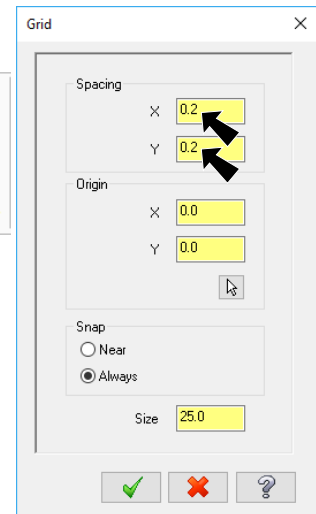 Grid
Spacing
X 0.2
Y 0.2
Origin
X 0.0
Y 0.0
Snap
Near
Always
Size 25.0